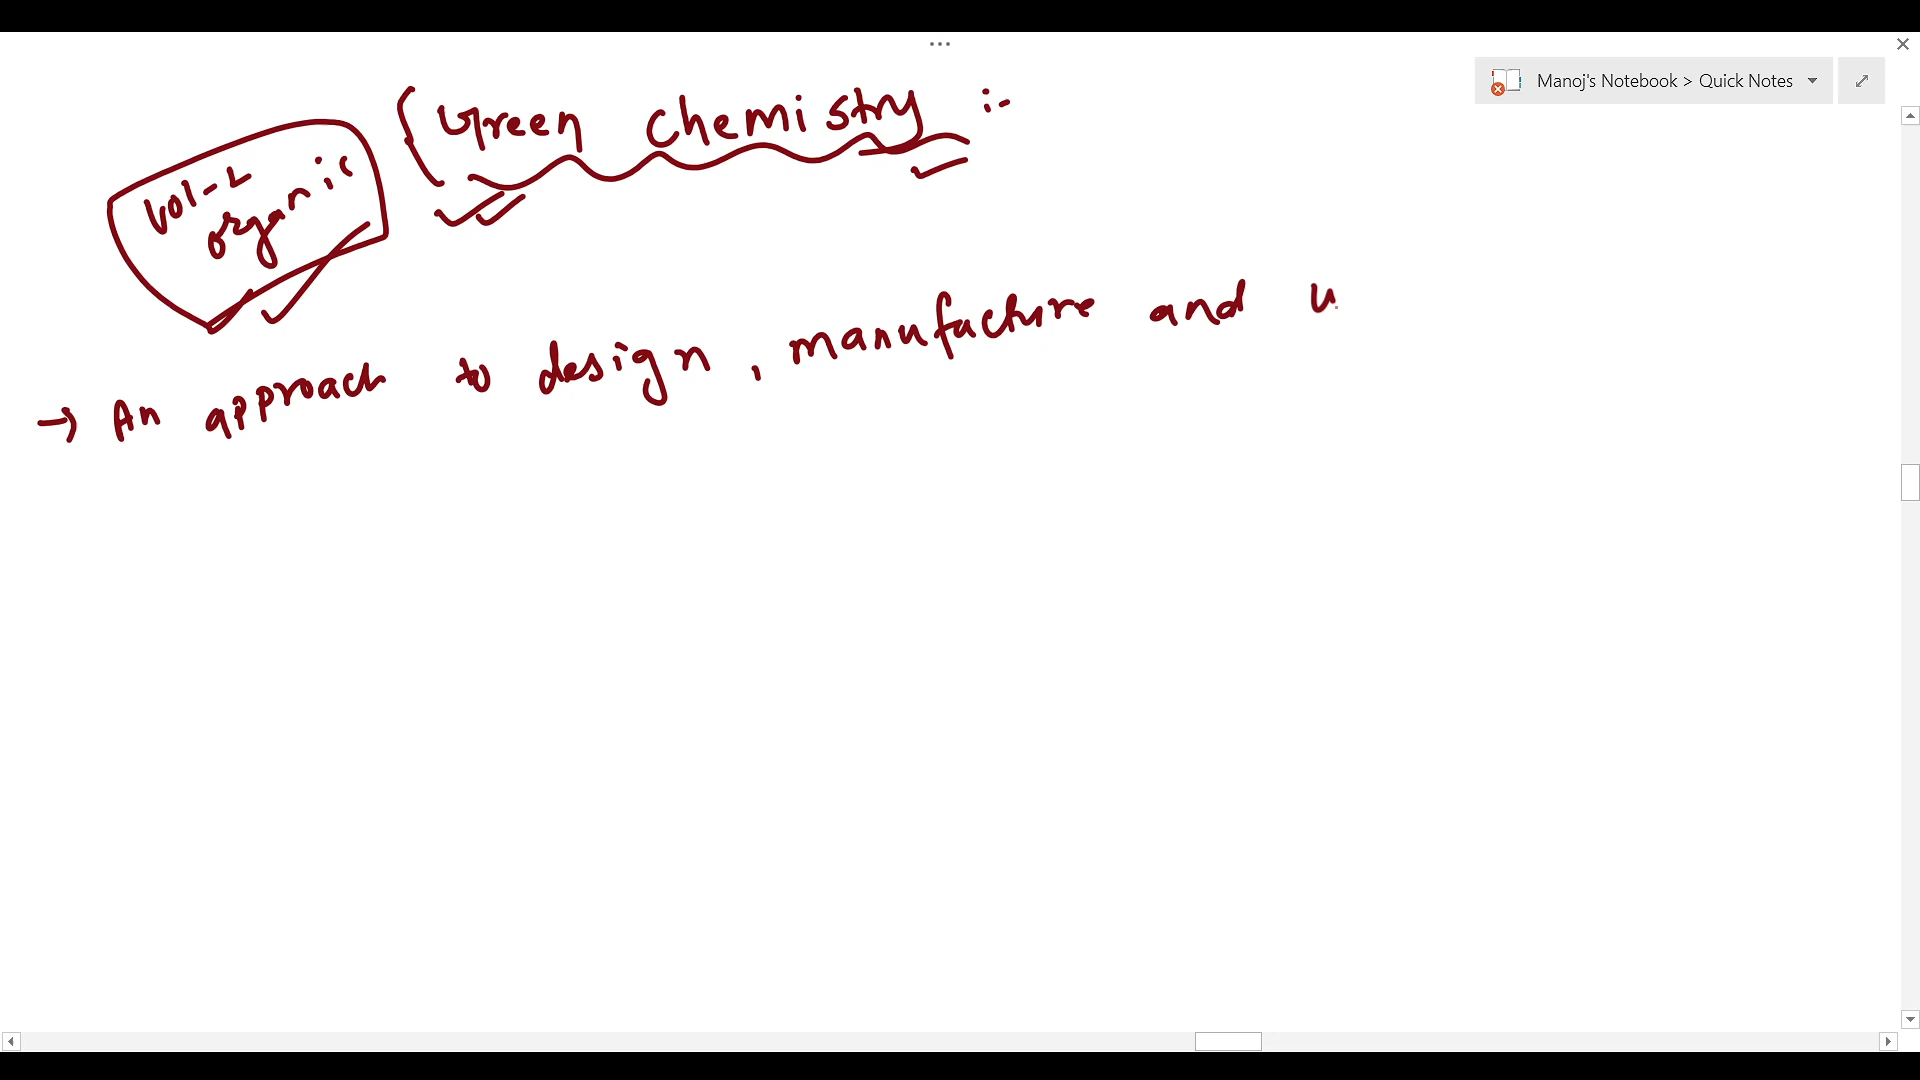 Manoj's Notebook > Quick Notes
Green chemistry :-
Vol-2
organic
→ An approach to design, manufacture and u